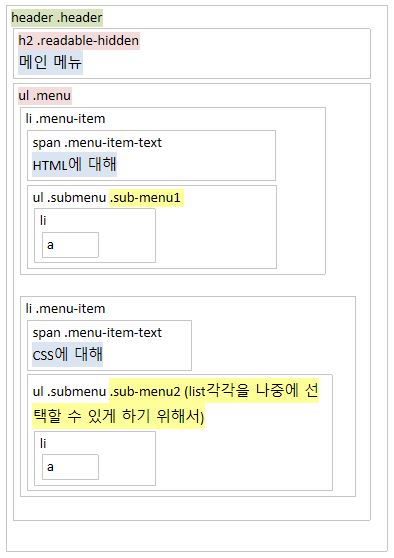 header .header
h2 .readable-hidden
메인 메뉴
ul .menu
li .menu-item
span .menu-item-text
HTML에 대해
ul .submenu .sub-menu1
li
a
li .menu-item
span .menu-item-text
CSS에 대해
ul .submenu .sub-menu2 (list각각을 나중에 선
택할 수 있게 하기 위해서)
li
a